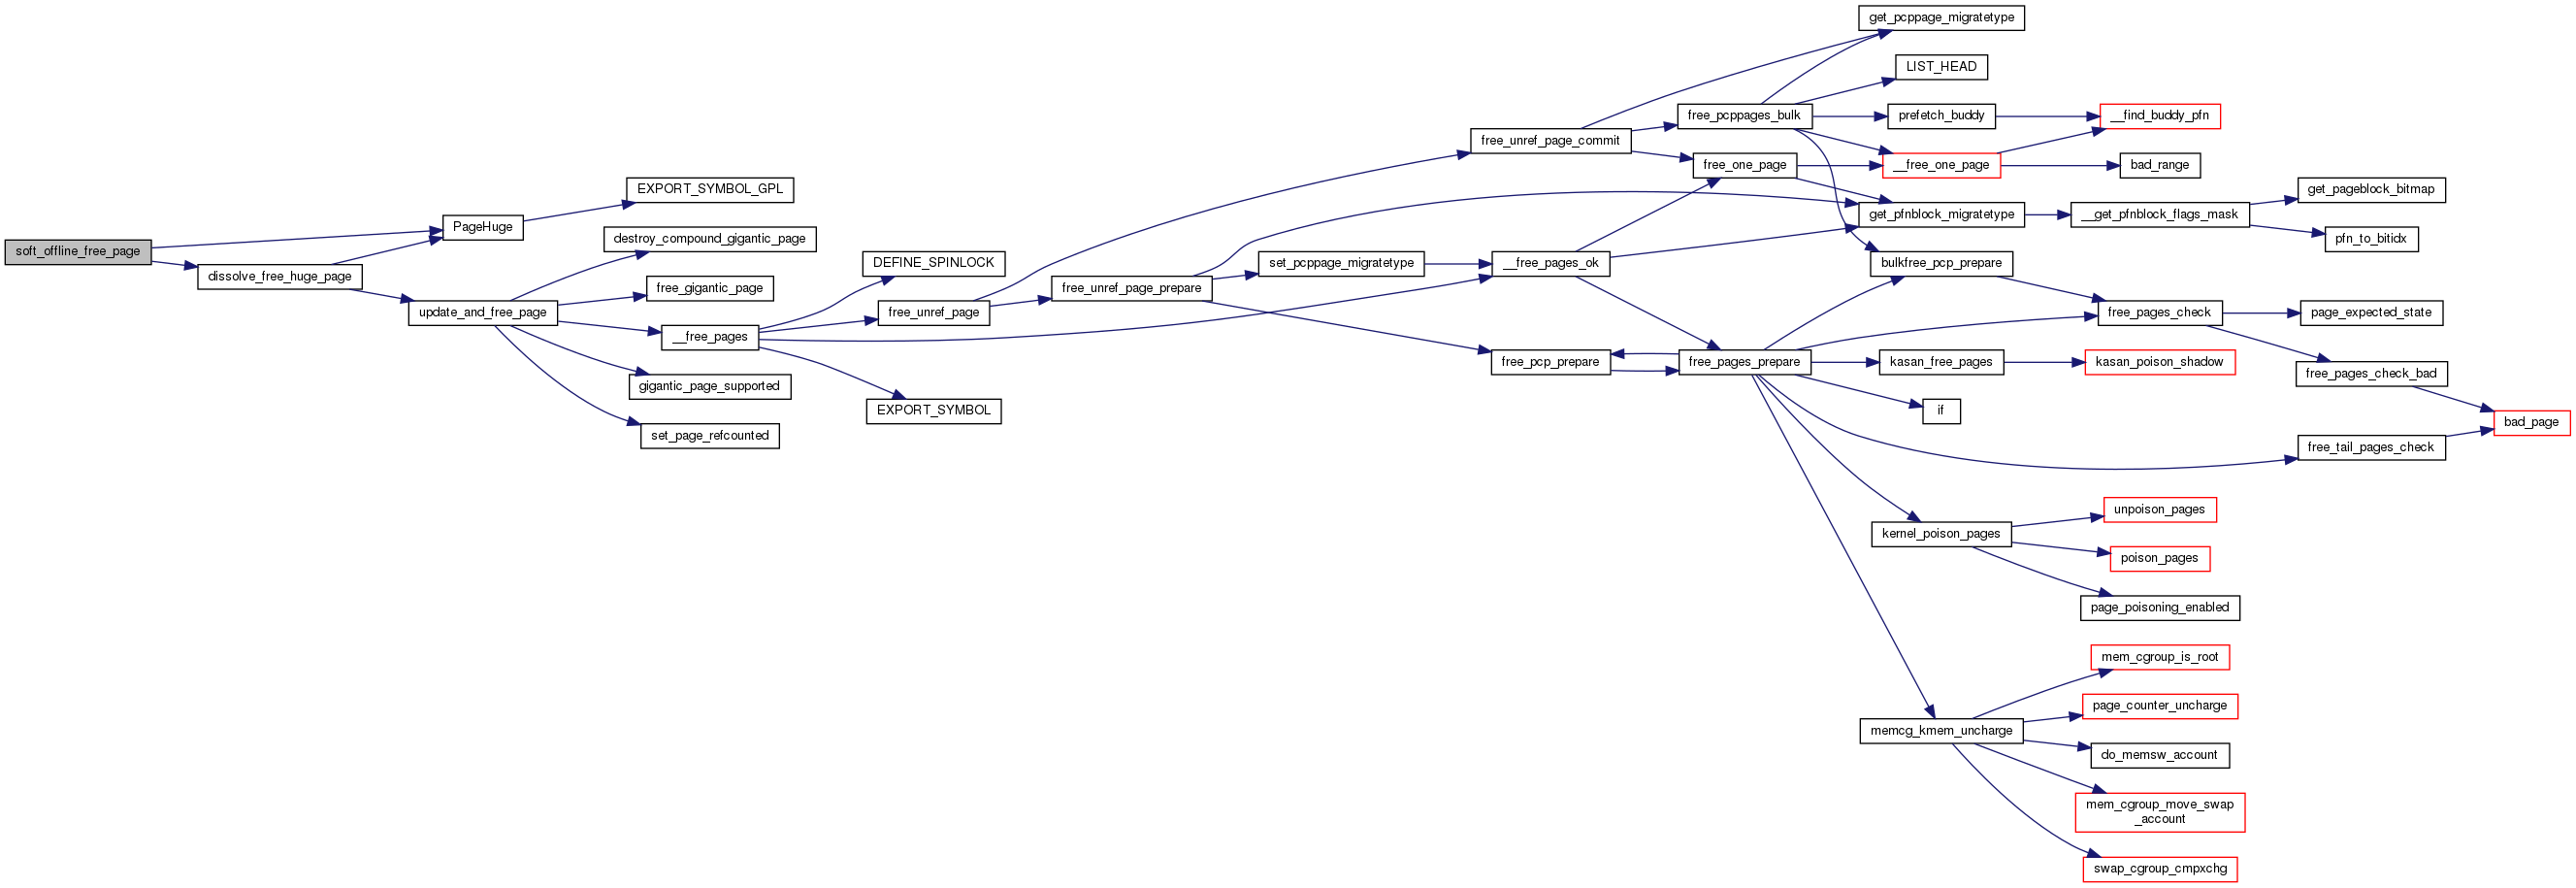 soft_offline_free_page
dissolve_free_huge_page
PageHuge
EXPORT_SYMBOL_GPL
update_and_free_page
destroy_compound_gigantic_page
free_gigantic_page
__free_pages
gigantic_page_supported
set_page_refcounted
DEFINE_SPINLOCK
free_unref_page
EXPORT_SYMBOL
free_unref_page_prepare
set_pcppage_migratetype
free_unref_page_commit
__free_pages_ok
free_pcp_prepare
free_pcppages_bulk
free_one_page
free_pages_prepare
get_pcppage_migratetype
LIST_HEAD
prefetch_buddy
__free_one_page
get_pfnblock_migratetype
bulkfree_pcp_prepare
kasan_free_pages
if
kernel_poison_pages
memcg_kmem_uncharge
__find_buddy_pfn
bad_range
__get_pfnblock_flags_mask
free_pages_check
kasan_poison_shadow
unpoison_pages
poison_pages
page_poisoning_enabled
mem_cgroup_is_root
page_counter_uncharge
do_memsw_account
mem_cgroup_move_swap
_account
swap_cgroup_cmpxchg
get_pageblock_bitmap
pfn_to_bitidx
page_expected_state
free_pages_check_bad
free_tail_pages_check
bad_page